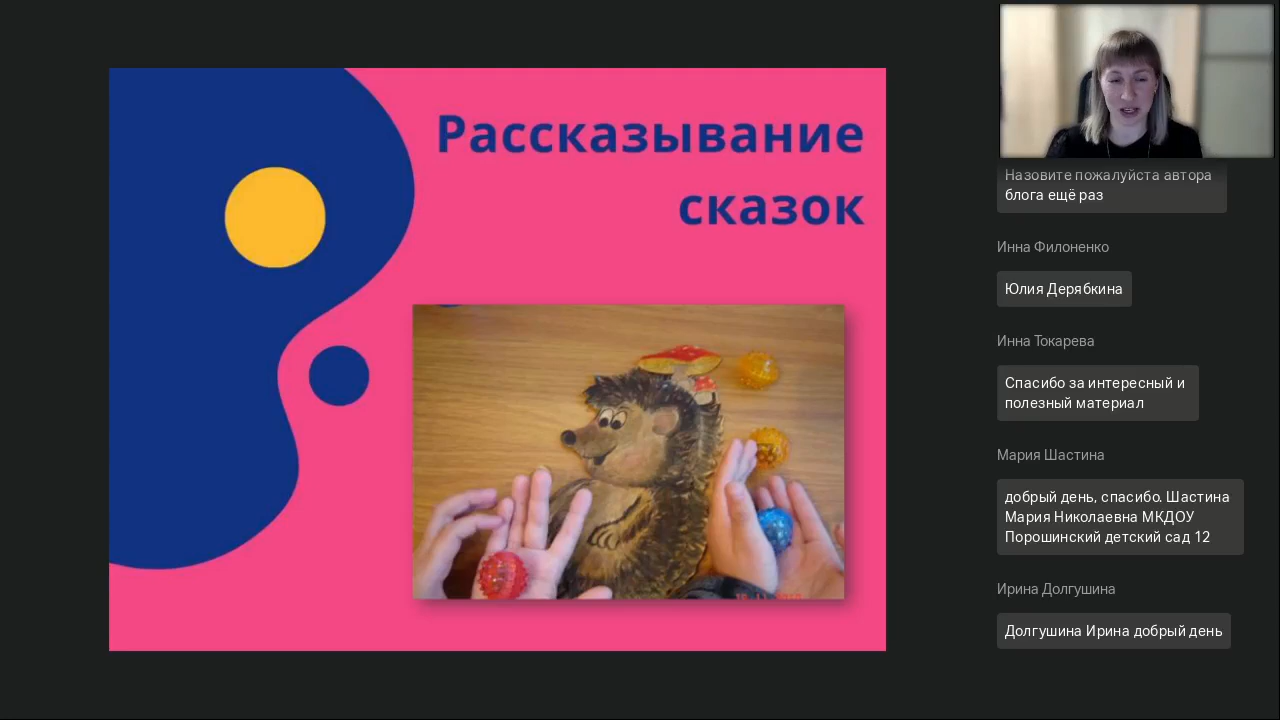 Рассказывание
сказок
Назовите пожалуйста автора
блога ещё раз
Инна Филоненко
Юлия Дерябкина
Инна Токарева
Спасибо за интересный и
полезный материал
Мария Шастина
добрый день, спасибо. Шастина
Мария Николаевна МКДОУ
Порошинский детский сад 12
Ирина Долгушина
Долгушина Ирина добрый день